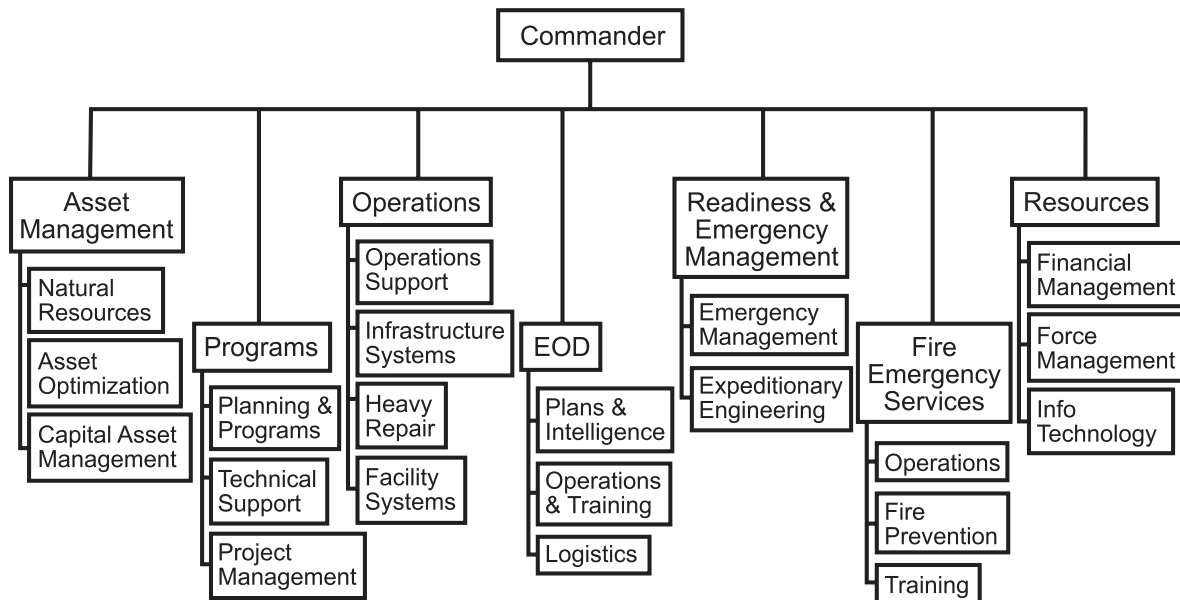 Commander
Asset
Management
Natural
Resources
Asset
Optimization
Capital Asset
Management
Programs
Planning &
Programs
Technical
Support
Project
Management
Operations
Operations
Support
Infrastructure
Systems
Heavy
Repair
Facility
Systems
EOD
Plans &
Intelligence
Operations
& Training
Logistics
Readiness &
Emergency
Management
Emergency
Management
Expeditionary
Engineering
Fire
Emergency
Services
Operations
Fire
Prevention
Training
Resources
Financial
Management
Force
Management
Info
Technology